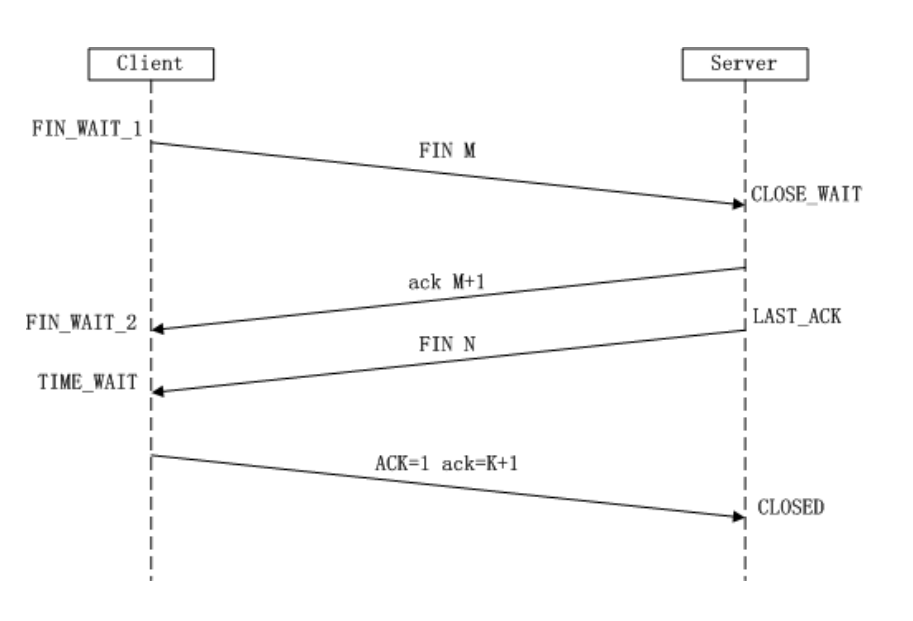 Client
Server
FIN_WAIT_1
FIN M
CLOSE_WAIT
ack M+1
FIN_WAIT_2
LAST_ACK
FIN N
TIME_WAIT
ACK=1 ack=K+1
CLOSED